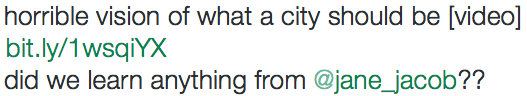 horrible vision of what a city should be [video]
bit.ly/1wsqiYX
did we learn anything from @jane_jacob??